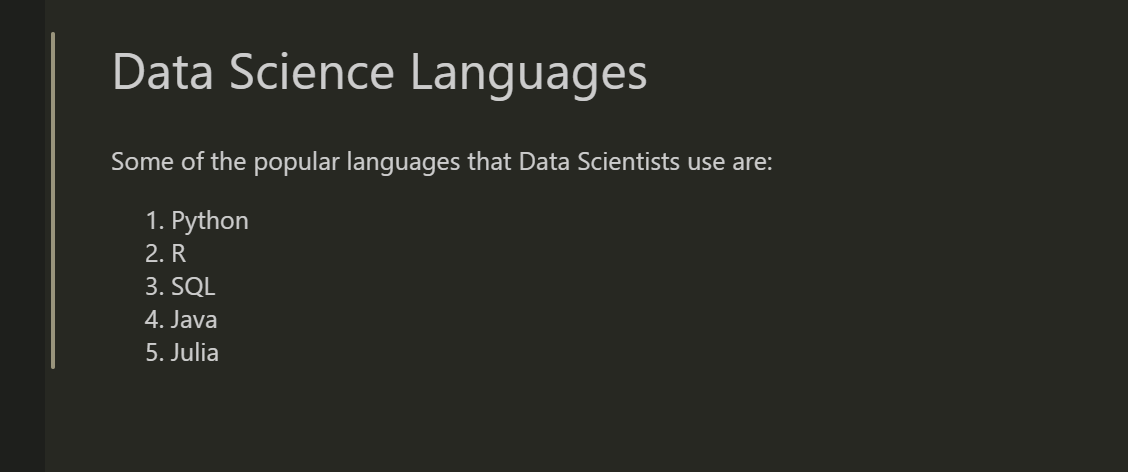 Data Science Languages
Some of the popular languages that Data Scientists use are:
1. Python
2. R
3. SQL
4. Java
5. Julia